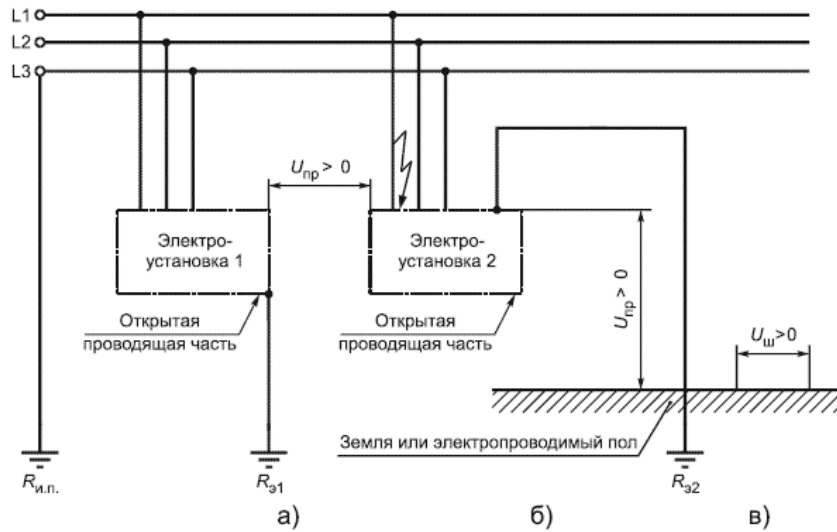 L1
L2
L3
Uпр > 0
Электро-
установка 1
Электро-
установка 2
Uпр > 0
Открытая
проводящая часть
Открытая
проводящая часть
Uш>0
Земля или электропроводимый пол
Rи.п.
Rэ1
Rэ2
а)
б)
в)